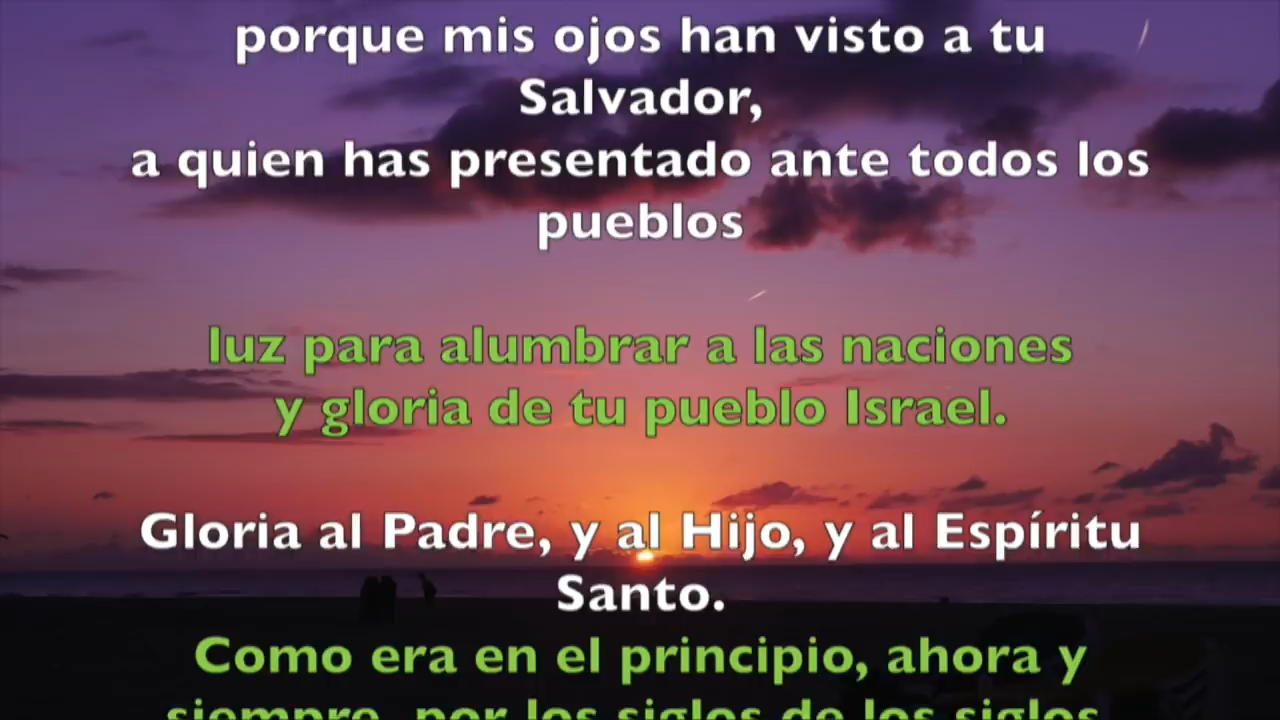 porque mis ojos han visto a tu
Salvador,
a quien has presentado ante todos los
pueblos
luz para alumbrar a las naciones
y gloria de tu pueblo Israel.
Gloria al Padre, y al Hijo, y al Espíritu
Santo.
Como era en el principio, ahora y
siempre, por los siglos de los siglos